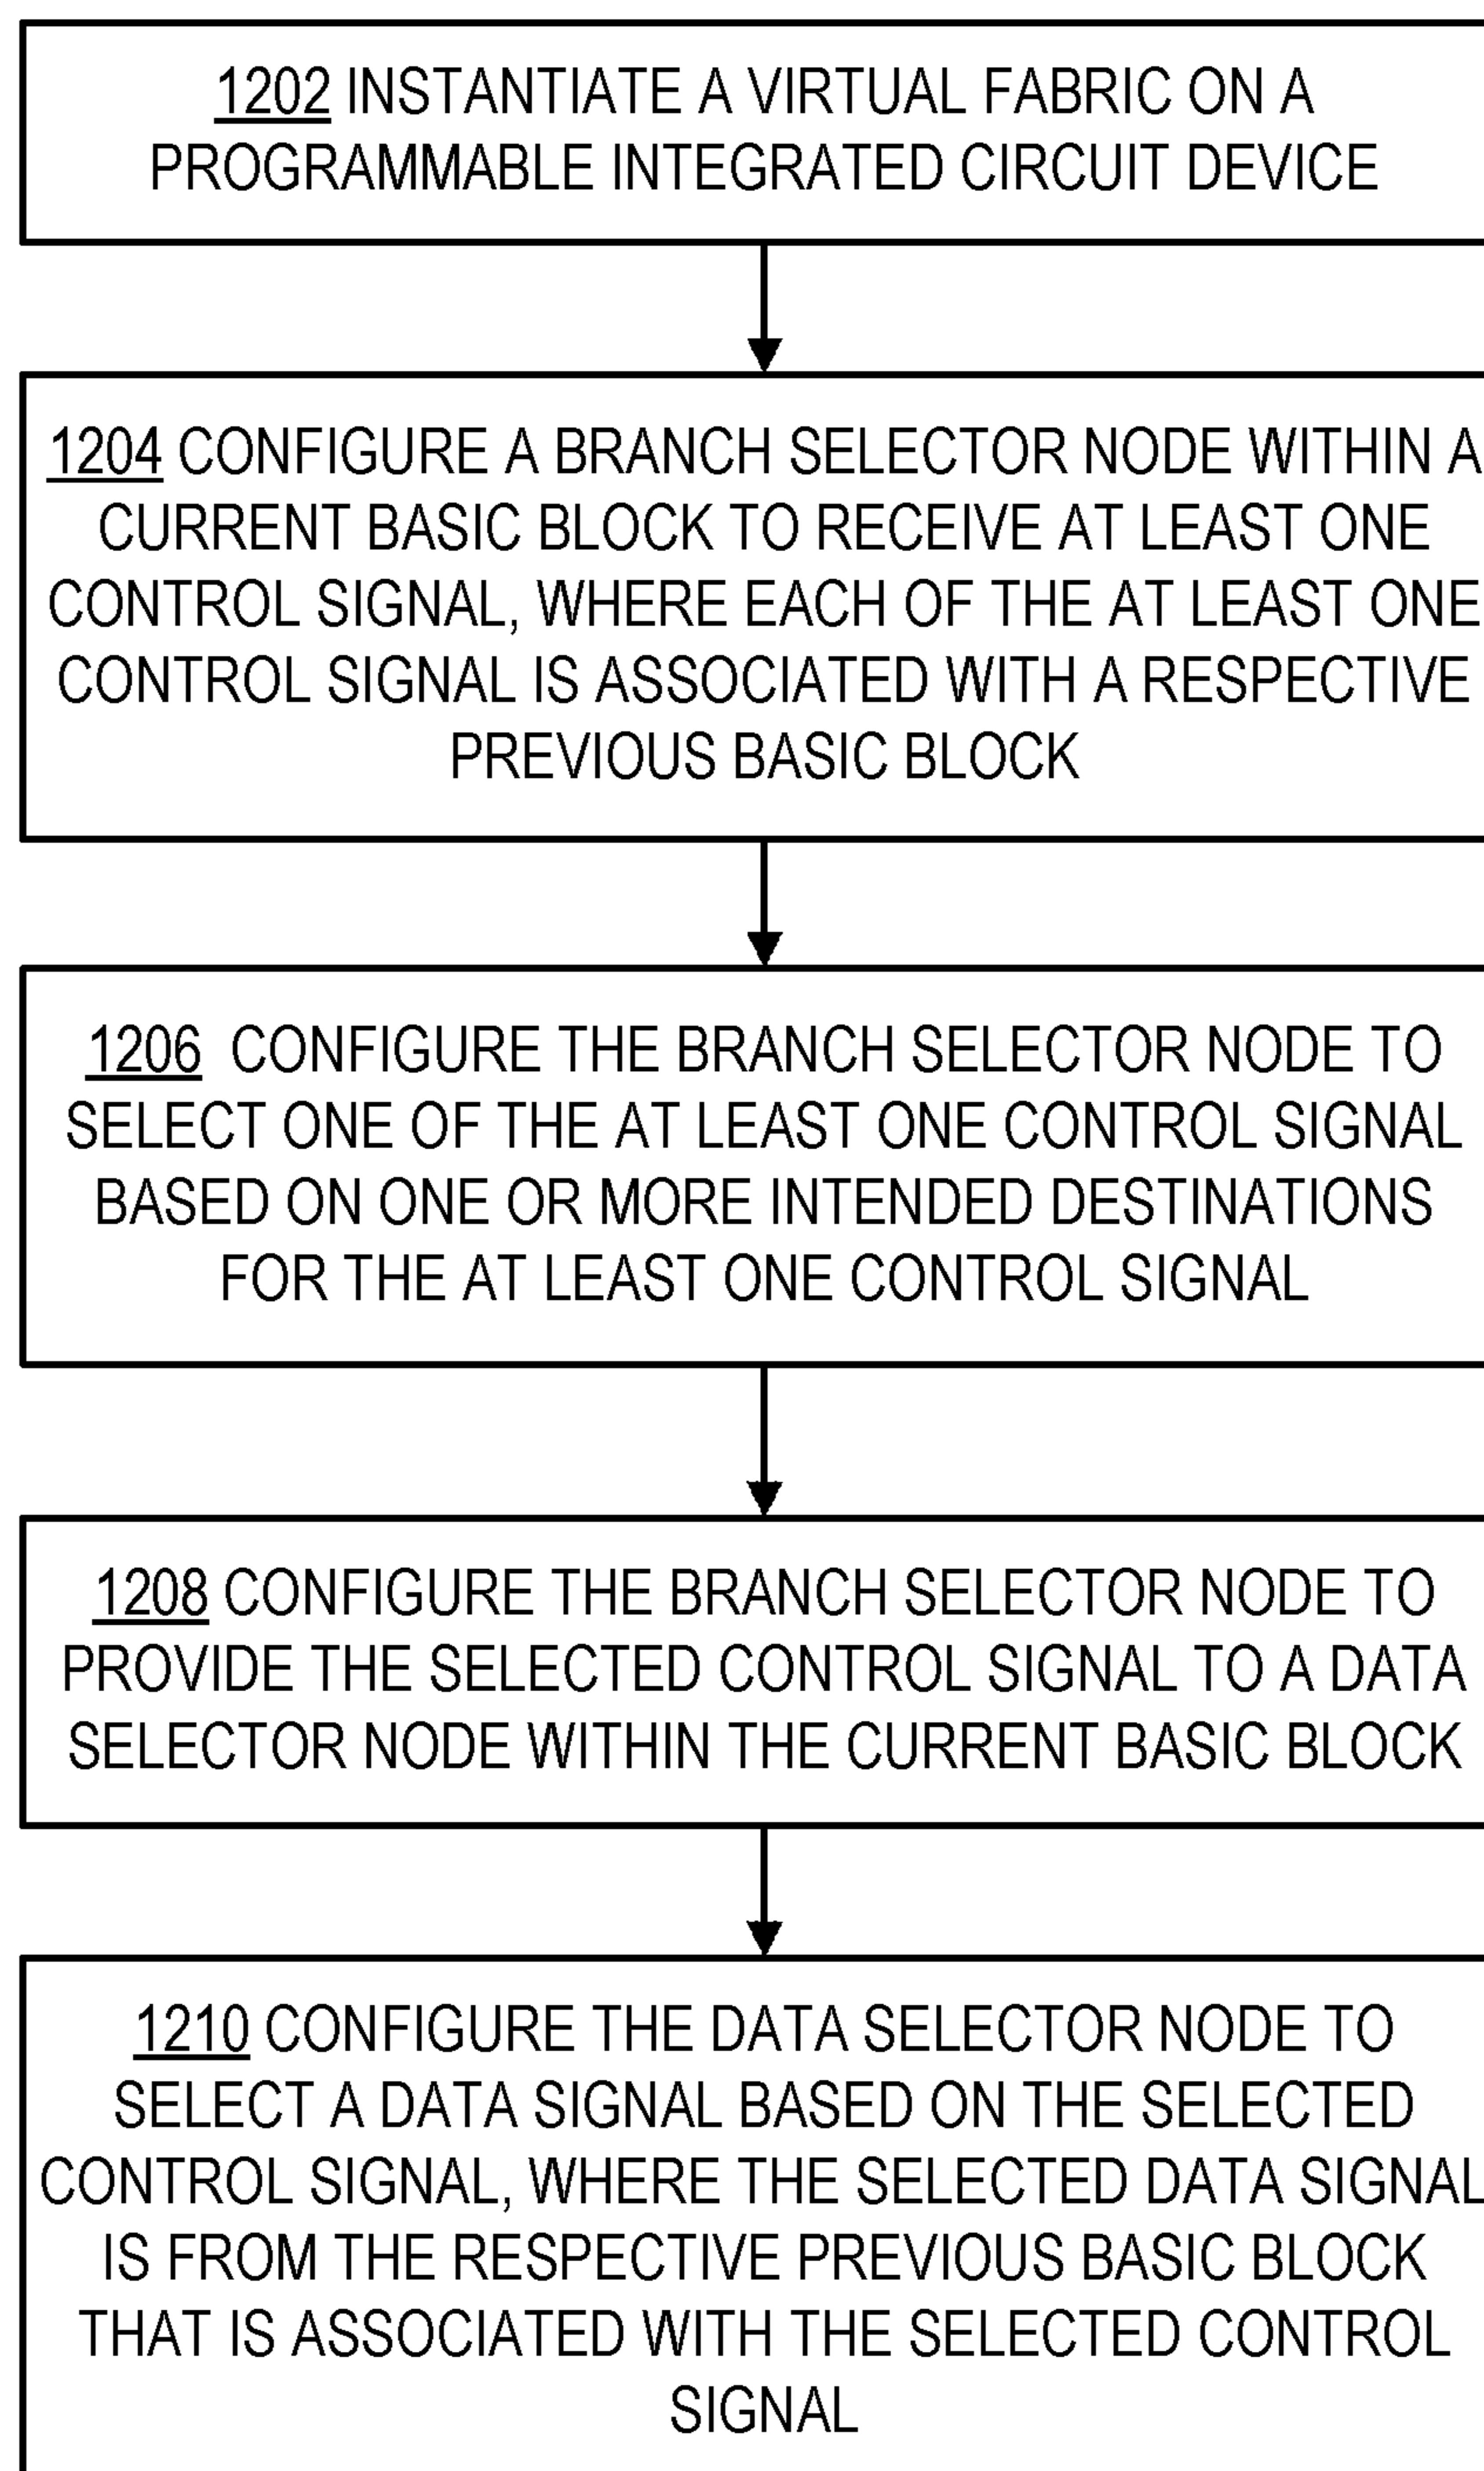 1202 INSTANTIATE A VIRTUAL FABRIC ON A
PROGRAMMABLE INTEGRATED CIRCUIT DEVICE
1204 CONFIGURE A BRANCH SELECTOR NODE WITHIN A
CURRENT BASIC BLOCK TO RECEIVE AT LEAST ONE
CONTROL SIGNAL, WHERE EACH OF THE AT LEAST ONE
CONTROL SIGNAL IS ASSOCIATED WITH A RESPECTIVE
PREVIOUS BASIC BLOCK
1206 CONFIGURE THE BRANCH SELECTOR NODE TO
SELECT ONE OF THE AT LEAST ONE CONTROL SIGNAL
BASED ON ONE OR MORE INTENDED DESTINATIONS
FOR THE AT LEAST ONE CONTROL SIGNAL
1208 CONFIGURE THE BRANCH SELECTOR NODE TO
PROVIDE THE SELECTED CONTROL SIGNAL TO A DATA
SELECTOR NODE WITHIN THE CURRENT BASIC BLOCK
1210 CONFIGURE THE DATA SELECTOR NODE TO
SELECT A DATA SIGNAL BASED ON THE SELECTED
CONTROL SIGNAL, WHERE THE SELECTED DATA SIGNAL
IS FROM THE RESPECTIVE PREVIOUS BASIC BLOCK
THAT IS ASSOCIATED WITH THE SELECTED CONTROL
SIGNAL